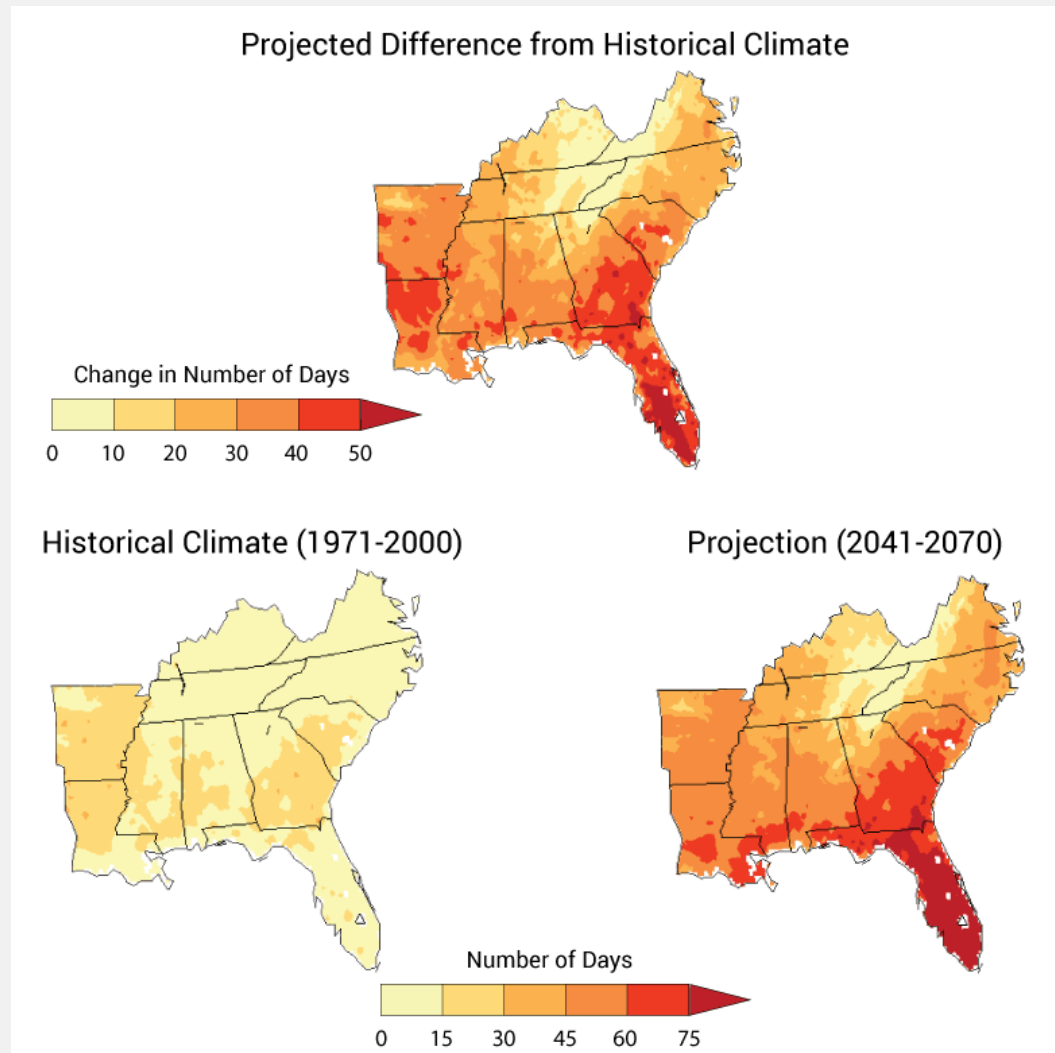 Projected Difference from Historical Climate
Change in Number of Days
0 10 20 30 40 50
Historical Climate (1971-2000)
Projection (2041-2070)
Number of Days
0 15 30 45 60 75